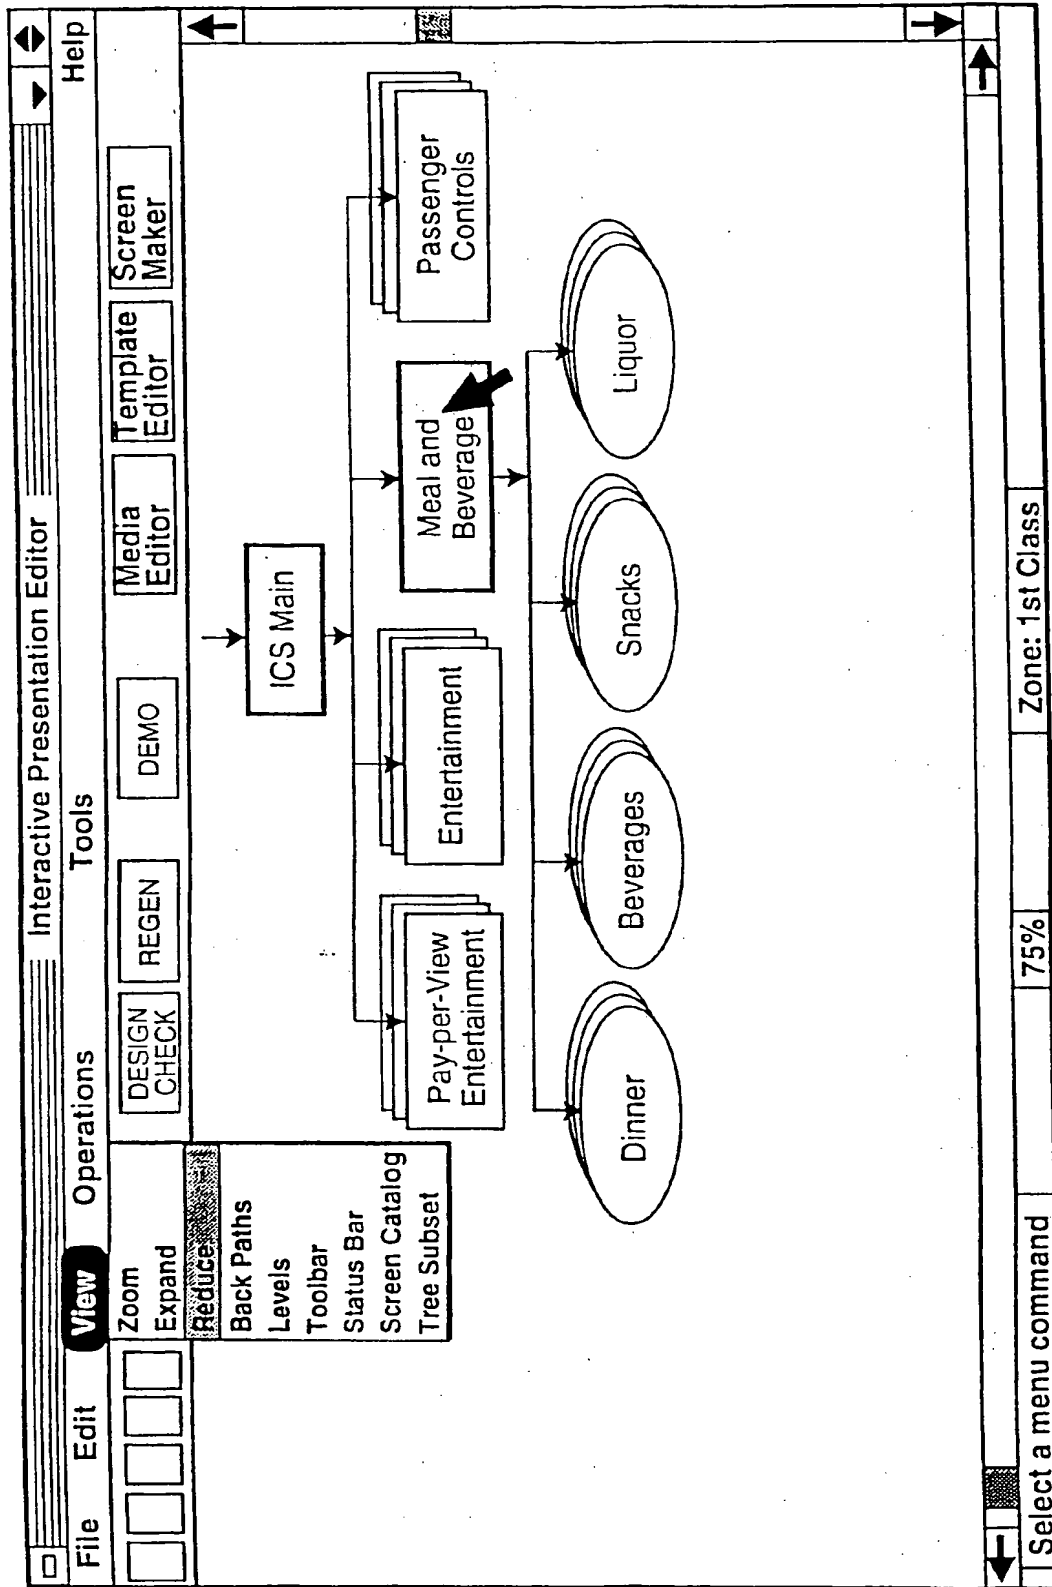 Interactive Presentation Editor
File Edit View Operations Tools Help
Zoom
Expand
Reduce
Back Paths
Levels
Toolbar
Status Bar
Screen Catalog
Tree Subset
DESIGN
CHECK
REGEN
DEMO
Media
Editor
Template
Editor
Screen
Maker
ICS Main
Pay-per-View
Entertainment
Entertainment
Meal and
Beverage
Passenger
Controls
Dinner
Beverages
Snacks
Liquor
Select a menu command
75%
Zone: 1st Class